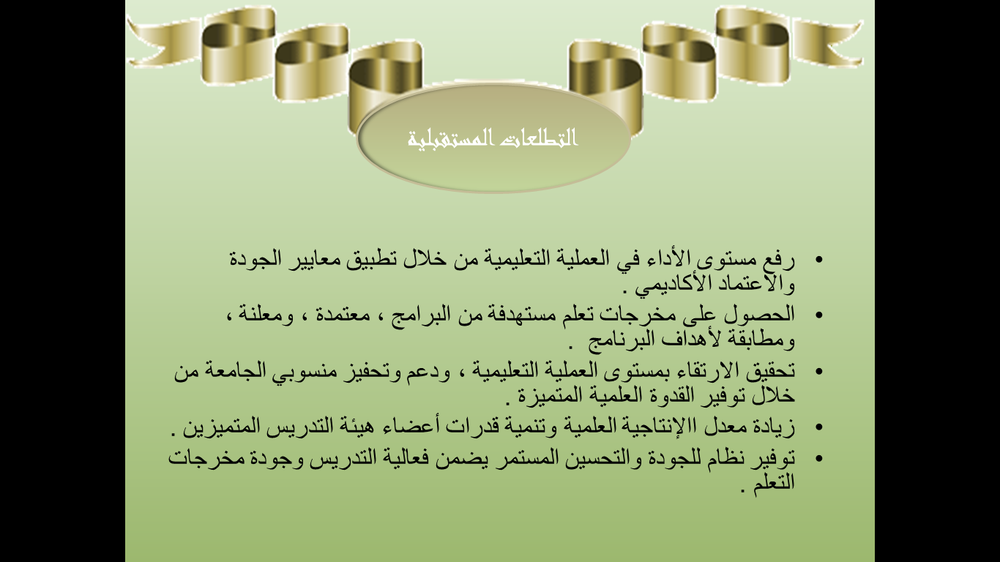 التطلعات المستقبلية
• رفع مستوى الأداء في العملية التعليمية من خلال تطبيق معايير الجودة
والاعتماد الأكاديمي .
• الحصول على مخرجات تعلم مستهدفة من البرامج ، معتمدة ، ومعلنة ،
ومطابقة لأهداف البرنامج .
• تحقيق الارتقاء بمستوى العملية التعليمية ، ودعم وتحفيز منسوبي الجامعة من
خلال توفير القدوة العلمية المتميزة .
• زيادة معدل االإنتاجية العلمية وتنمية قدرات أعضاء هيئة التدريس المتميزين .
• توفير نظام للجودة والتحسين المستمر يضمن فعالية التدريس وجودة مخرجات
التعلم .